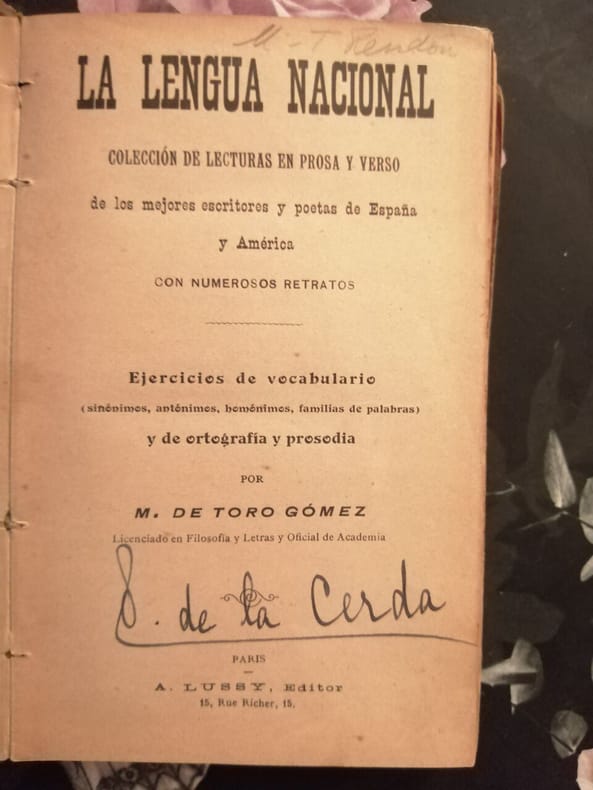 M - T Rendón
LA LENGUA NACIONAL
COLECCIÓN DE LECTURAS EN PROSA Y VERSO
de los mejores escritores y poetas de España
y América
CON NUMEROSOS RETRATOS
Ejercicios de vocabulario
(sinónimos, antónimos, homónimos, familias de palabras)
y de ortografía y prosodia
POR
M. DE TORO GÓMEZ
Licenciado en Filosofía y Letras y Oficial de Academia
de la Cerda
PARIS
A. LUSSY, Editor
15, Rue Richer, 15.